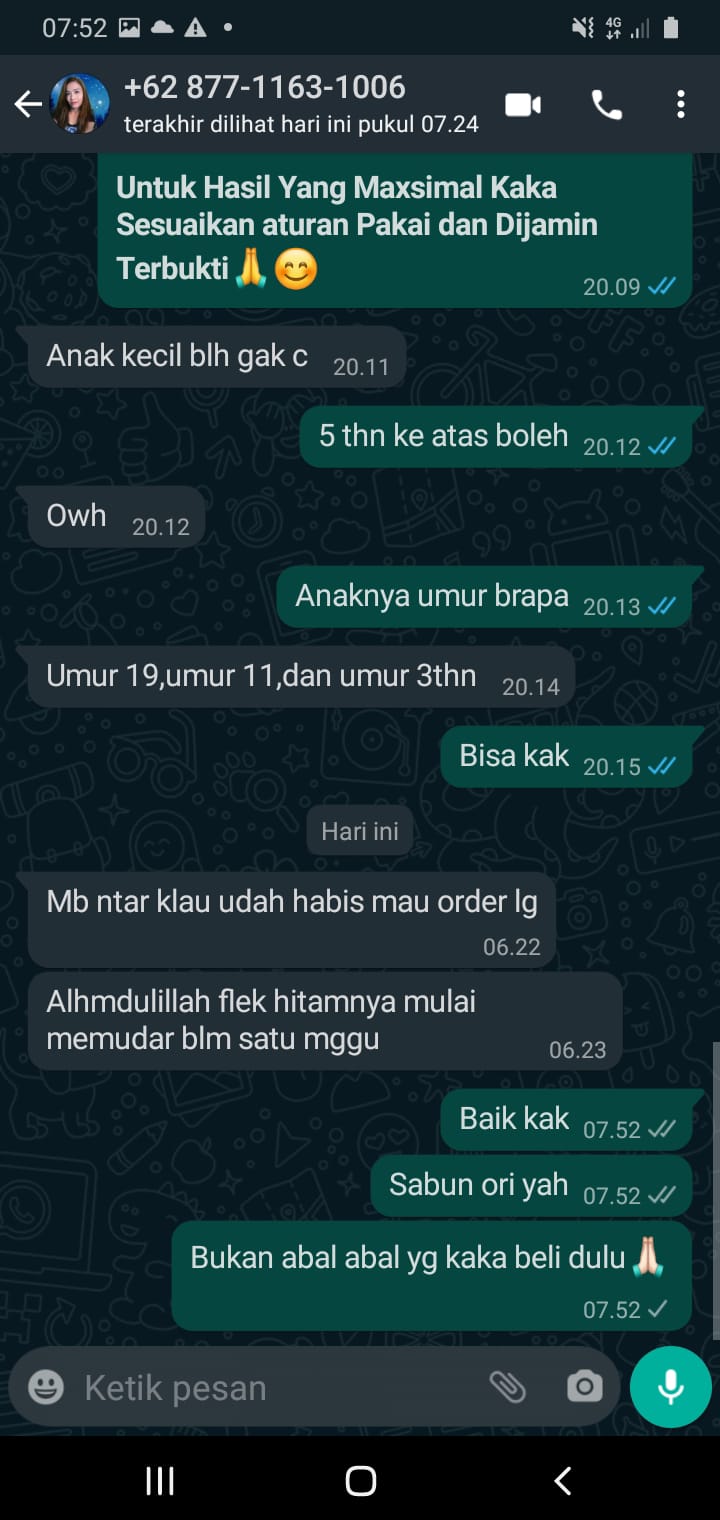 07:52
4G
+62 877-1163-1006
terakhir dilihat hari ini pukul 07.24
Untuk Hasil Yang Maxsimal Kaka
Sesuaikan aturan Pakai dan Dijamin
Terbukti🙏😊
20.09
Anak kecil blh gak c 20.11
5 thn ke atas boleh 20.12
Owh 20.12
Anaknya umur brapa 20.13
Umur 19,umur 11,dan umur 3thn 20.14
Bisa kak 20.15
Hari ini
Mb ntar klau udah habis mau order lg
06.22
Alhmdulillah flek hitamnya mulai
memudar blm satu mggu 06.23
Baik kak 07.52
Sabun ori yah 07.52
Bukan abal abal yg kaka beli dulu🙏🏻
07.52
Ketik pesan